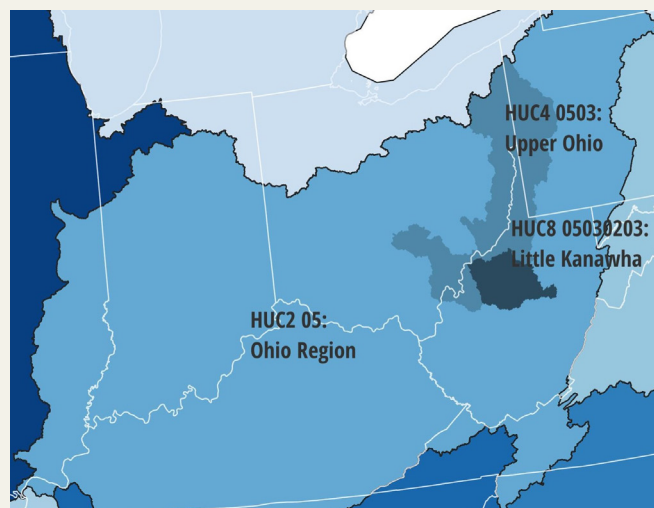 HUC4 0503:
Upper Ohio
HUC8 05030203:
Little Kanawha
HUC2 05:
Ohio Region